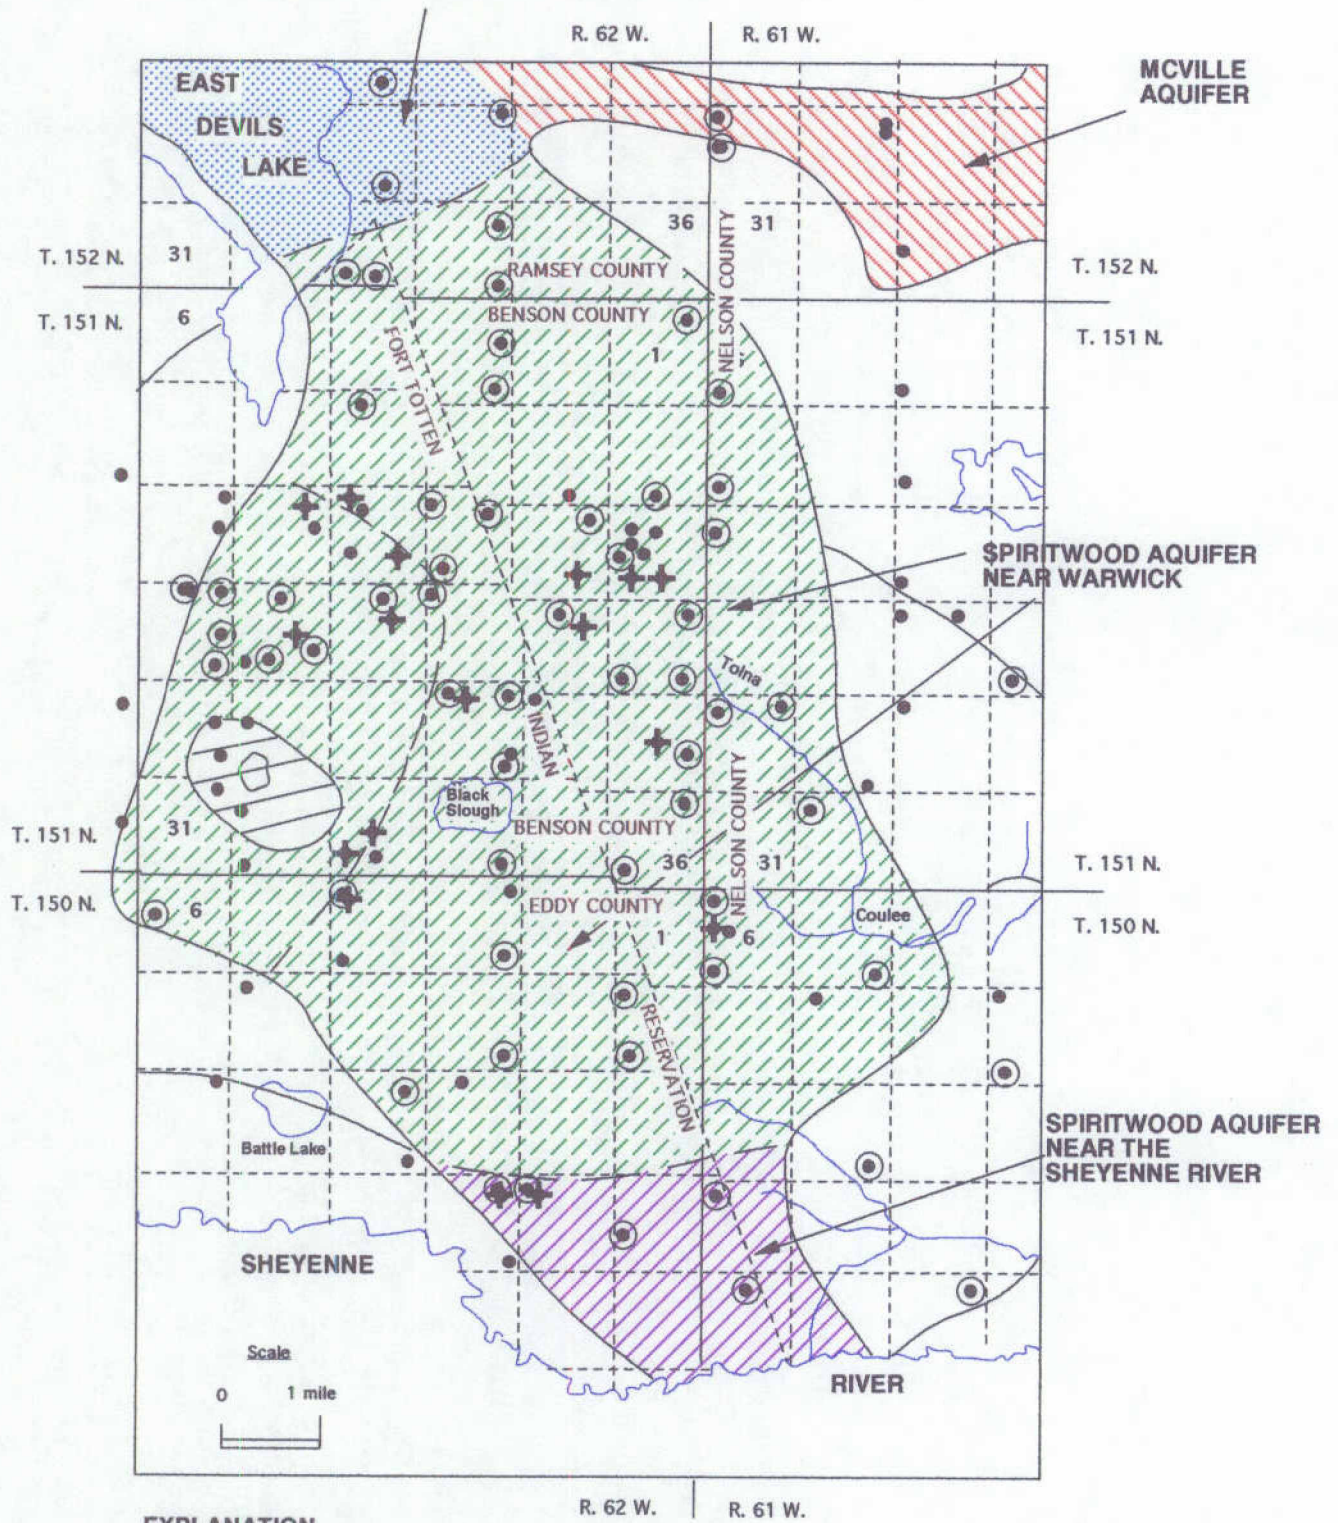 R. 62 W.
R. 61 W.
MCVILLE
AQUIFER
EAST
DEVILS
LAKE
36
31
NELSON COUNTY
T. 152 N.
31
RAMSEY COUNTY
T. 152 N.
T. 151 N.
6
BENSON COUNTY
1
T. 151 N.
FORT TOTTEN
SPIRITWOOD AQUIFER
NEAR WARWICK
Tolna
INDIAN
NELSON COUNTY
Black
Slough
T. 151 N.
31
BENSON COUNTY
36
31
T. 151 N.
T. 150 N.
6
EDDY COUNTY
1
6
Coulee
T. 150 N.
RESERVATION
Battle Lake
SPIRITWOOD AQUIFER
NEAR THE
SHEYENNE RIVER
SHEYENNE
Scale
0
1 mile
RIVER
R. 62 W.
R. 61 W.
EXPLANATION